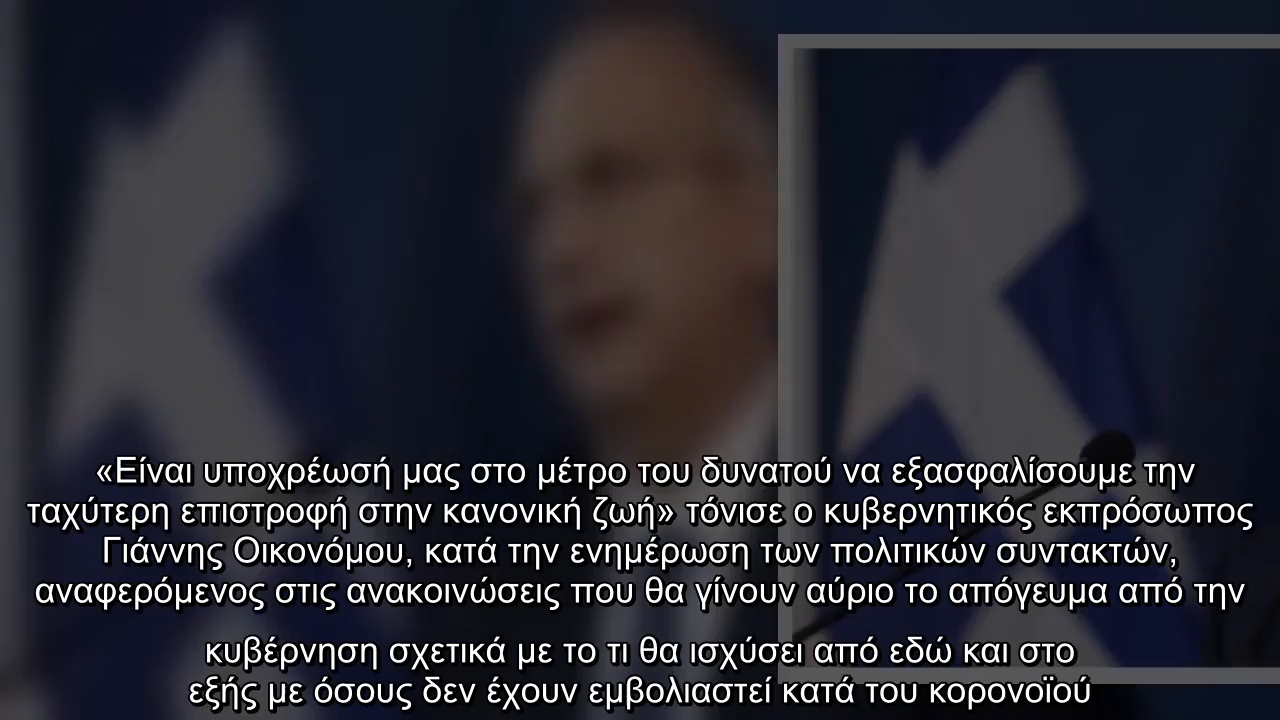 «Είναι υποχρέωσή μας στο μέτρο του δυνατού να εξασφαλίσουμε την
ταχύτερη επιστροφή στην κανονική ζωή» τόνισε ο κυβερνητικός εκπρόσωπος
Γιάννης Οικονόμου, κατά την ενημέρωση των πολιτικών συντακτών,
αναφερόμενος στις ανακοινώσεις που θα γίνουν αύριο το απόγευμα από την
κυβέρνηση σχετικά με το τι θα ισχύσει από εδώ και στο
εξής με όσους δεν έχουν εμβολιαστεί κατά του κορονοϊού